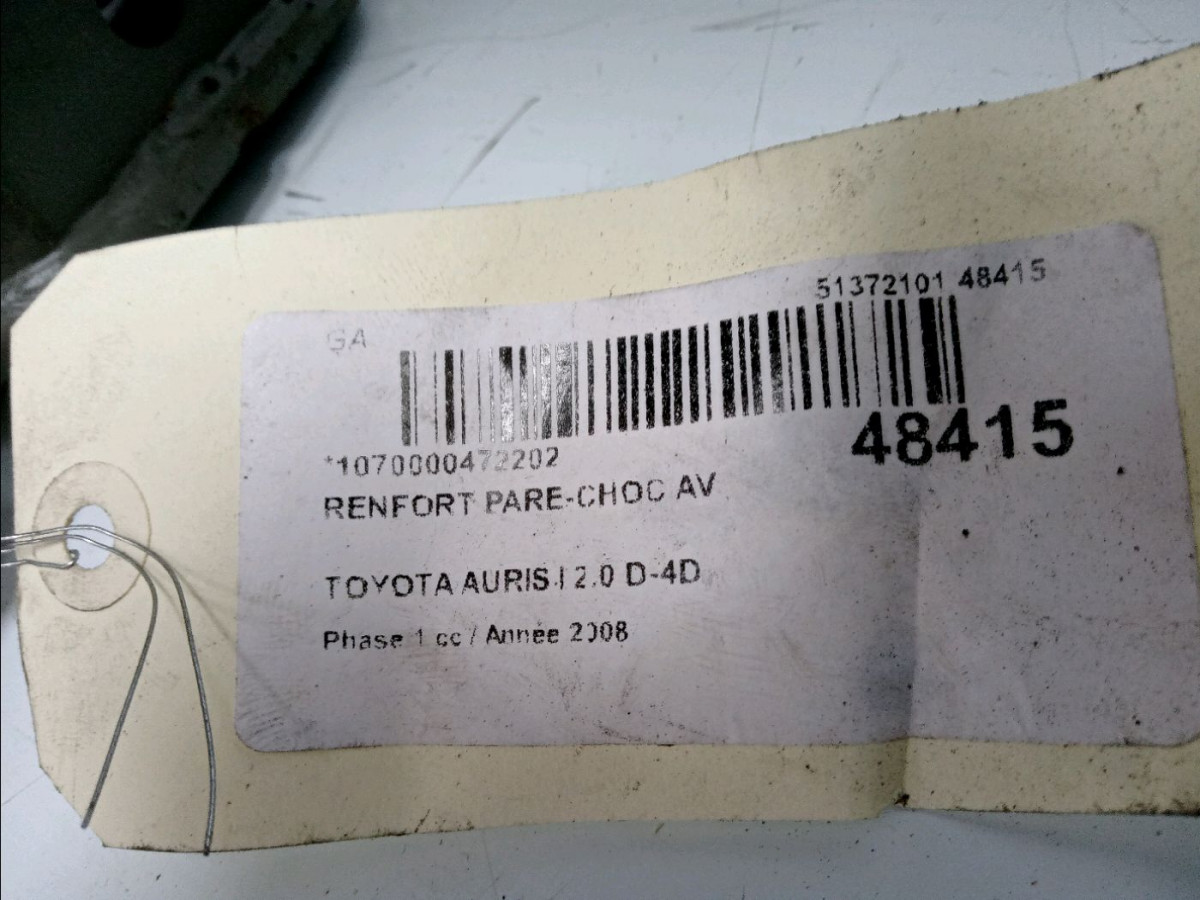 51372101 48415
GA
48415
*1070000472202
RENFORT PARE-CHOC AV
TOYOTA AURIS I 2.0 D-4D
Phase 1 cc / Année 2008